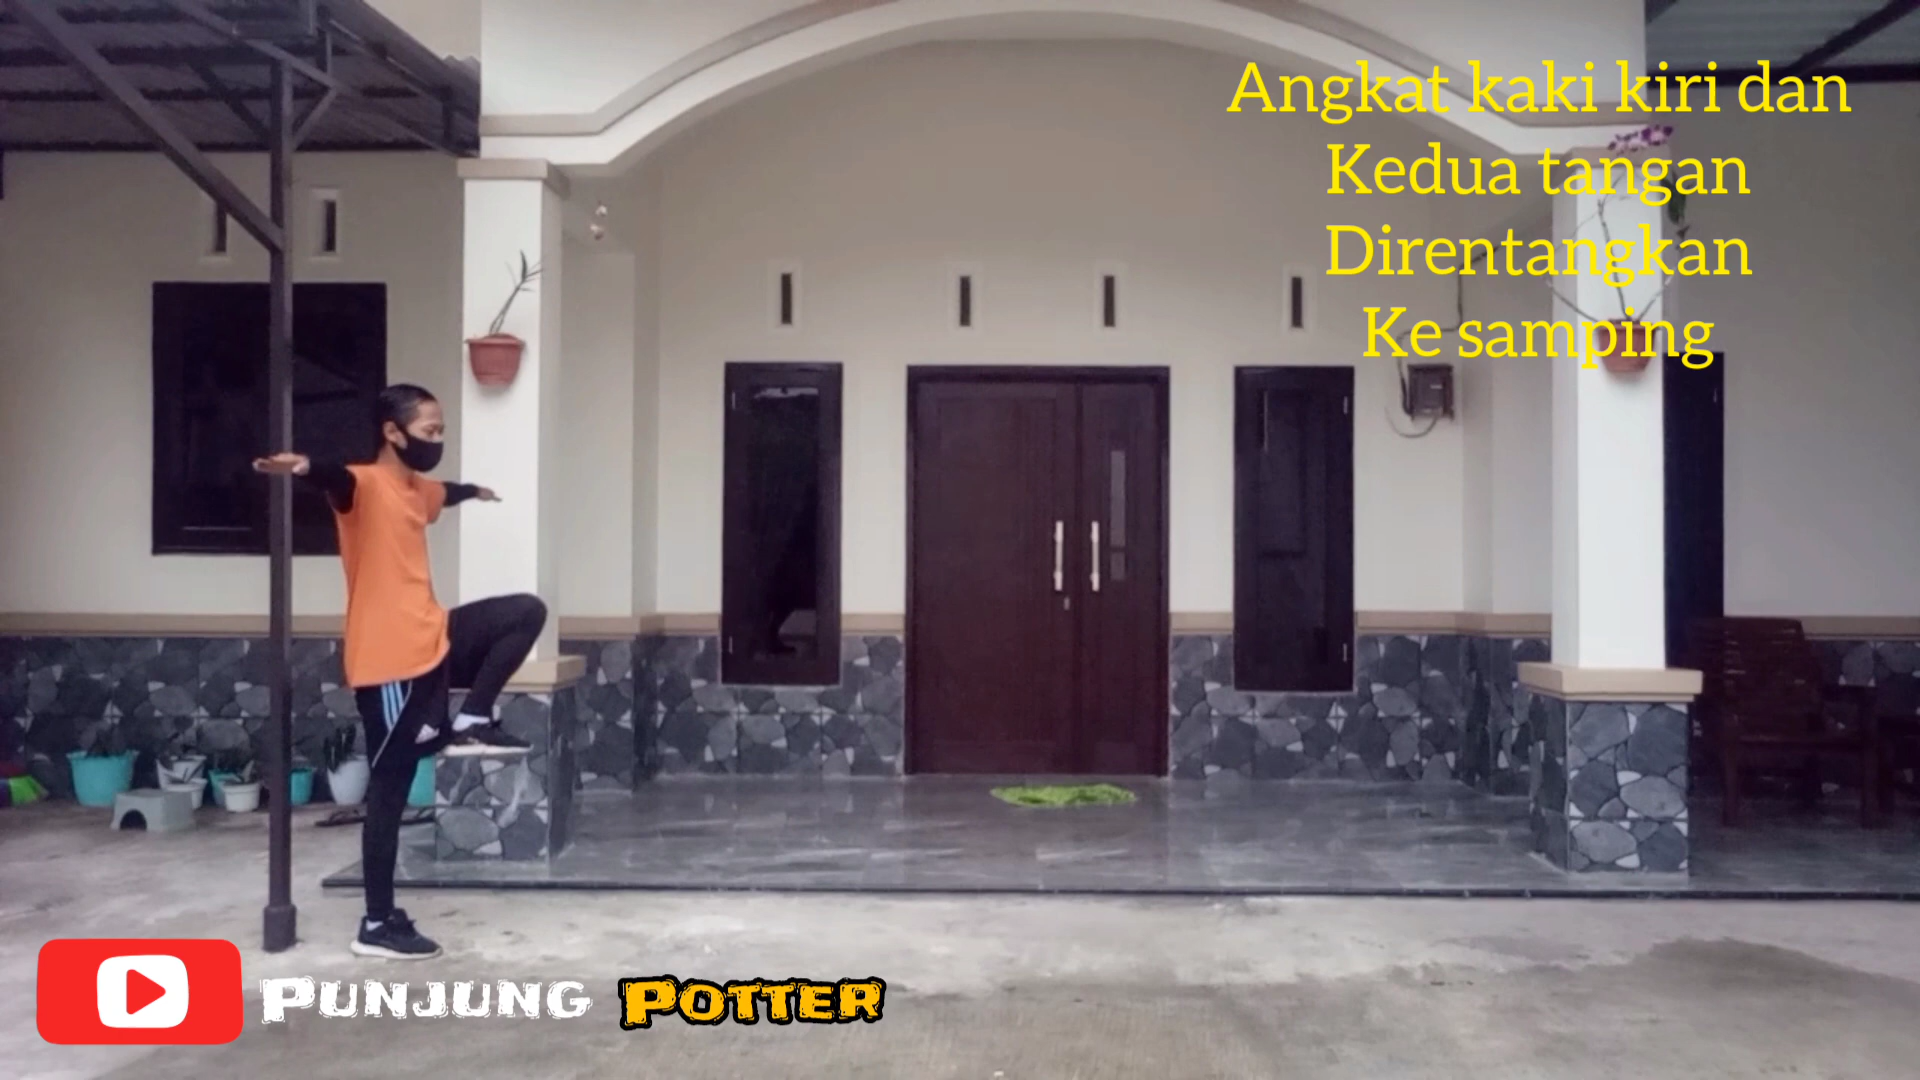 Angkat kaki kiri dan
Kedua tangan
Direntangkan
Ke samping
PUNJUNG POTTER